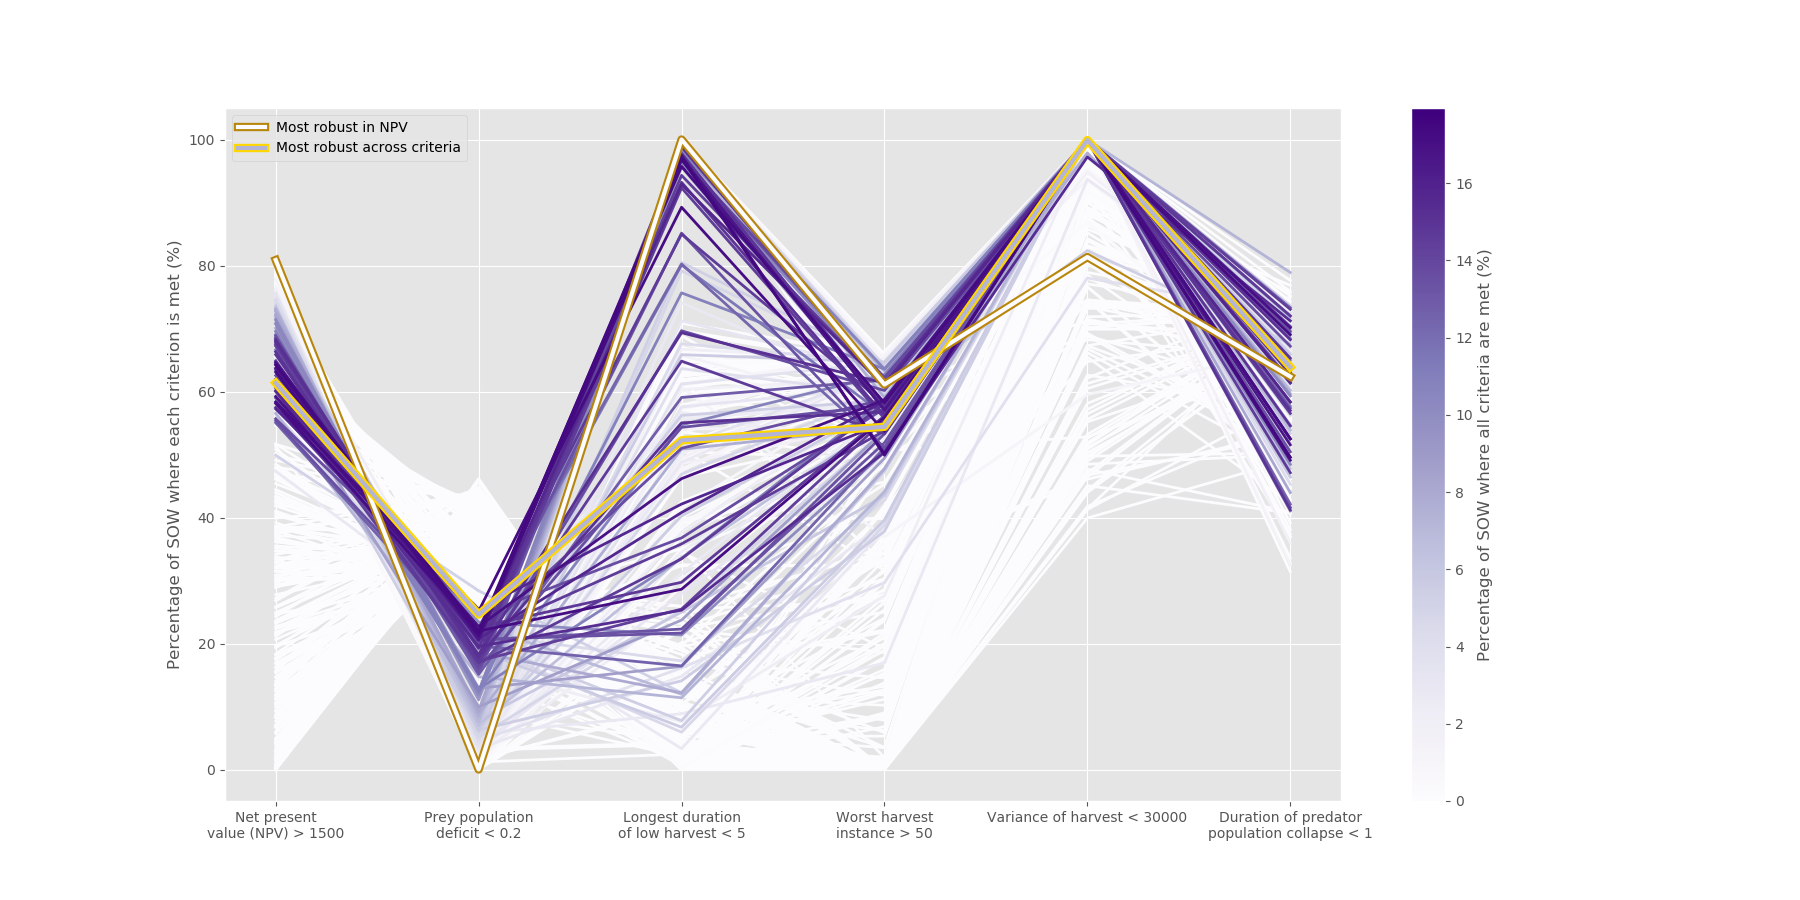 Most robust in NPV
Most robust across criteria
Percentage of SOW where each criterion is met (%)
100
80
60
40
20
0
Net present
value (NPV) > 1500
Prey population
deficit < 0.2
Longest duration
of low harvest < 5
Worst harvest
instance > 50
Variance of harvest < 30000
Duration of predator
population collapse < 1
16
14
12
10
8
6
4
2
0
Percentage of SOW where all criteria are met (%)